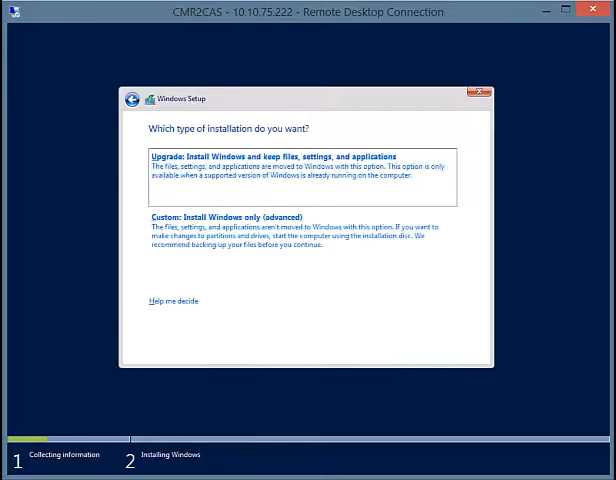 CMR2CAS - 10.10.75.222 - Remote Desktop Connection
Windows Setup
Which type of installation do you want?
Upgrade: Install Windows and keep files, settings, and applications
The files, settings, and applications are moved to Windows with this option. This option is only
available when a supported version of Windows is already running on the computer.
Custom: Install Windows only (advanced)
The files, settings, and applications aren't moved to Windows with this option. If you want to
make changes to partitions and drives, start the computer using the installation disc. We
recommend backing up your files before you continue.
Help me decide
1 Collecting information
2 Installing Windows